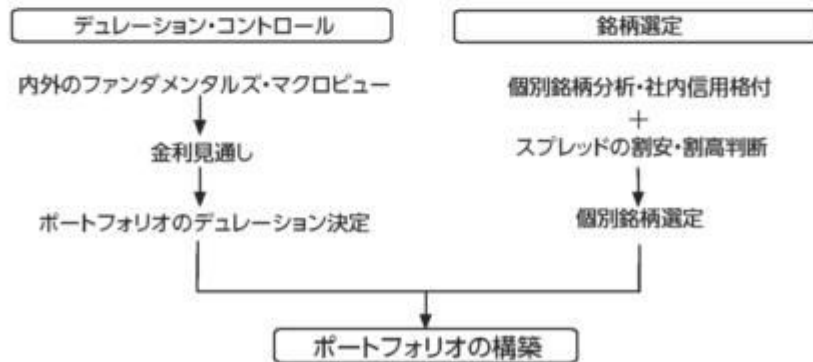 デュレーション・コントロール
内外のファンダメンタルズ・マクロビュー
金利見通し
ポートフォリオのデュレーション決定
銘柄選定
個別銘柄分析・社内信用格付
+
スプレッドの割安・割高判断
個別銘柄選定
ポートフォリオの構築